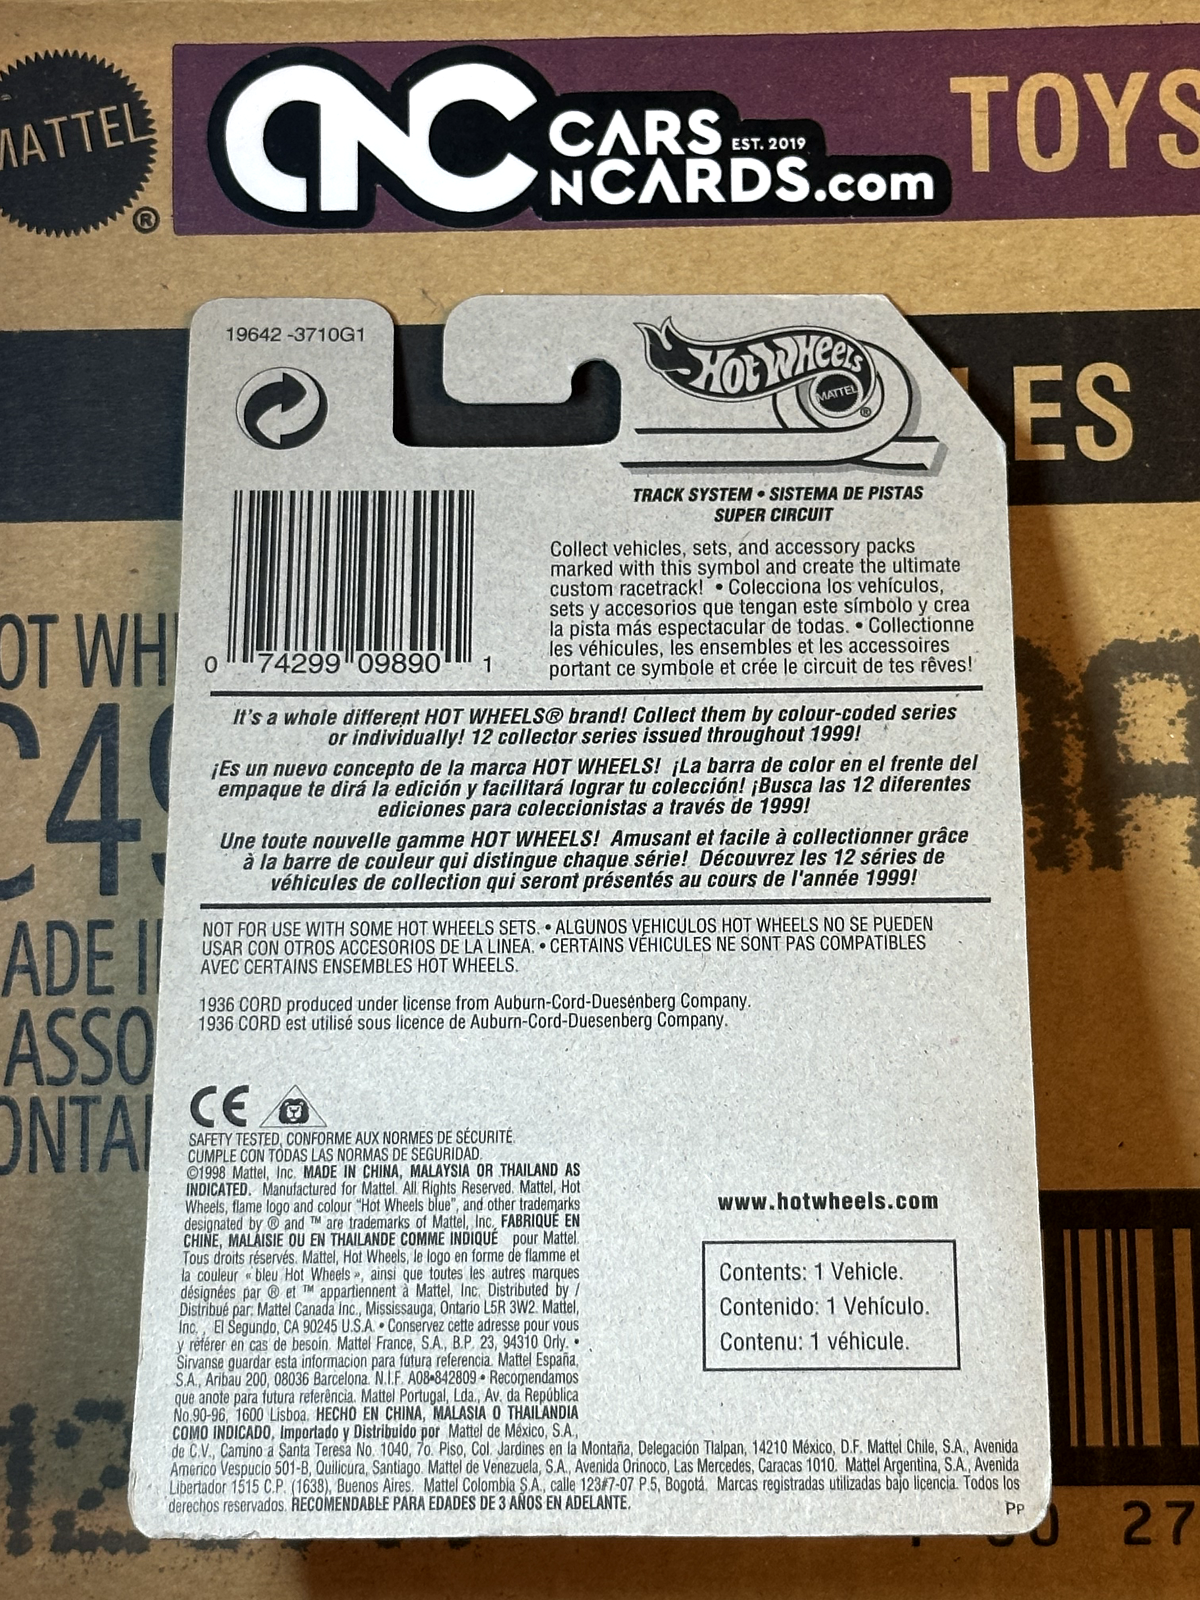 MATTEL
®
CNC CARS
EST. 2019
NCARDS.com
TOYS
19642 -3710G1
HOT WHEELS
MATTEL
®
ES
TRACK SYSTEM • SISTEMA DE PISTAS
SUPER CIRCUIT
Collect vehicles, sets, and accessory packs
marked with this symbol and create the ultimate
custom racetrack! • Colecciona los vehículos,
sets y accesorios que tengan este símbolo y crea
la pista más espectacular de todas. • Collectionne
les véhicules, les ensembles et les accessoires
portant ce symbole et crée le circuit de tes rêves!
0 74299 09890 1
OT WH
C49
ADE I
ASSO
ONTA
It's a whole different HOT WHEELS® brand! Collect them by colour-coded series
or individually! 12 collector series issued throughout 1999!
¡Es un nuevo concepto de la marca HOT WHEELS! ¡La barra de color en el frente del
empaque te dirá la edición y facilitará lograr tu colección! ¡Busca las 12 diferentes
ediciones para coleccionistas a través de 1999!
Une toute nouvelle gamme HOT WHEELS! Amusant et facile à collectionner grâce
à la barre de couleur qui distingue chaque série! Découvrez les 12 séries de
véhicules de collection qui seront présentés au cours de l'année 1999!
NOT FOR USE WITH SOME HOT WHEELS SETS. • ALGUNOS VEHICULOS HOT WHEELS NO SE PUEDEN
USAR CON OTROS ACCESORIOS DE LA LINEA. • CERTAINS VÉHICULES NE SONT PAS COMPATIBLES
AVEC CERTAINS ENSEMBLES HOT WHEELS.
1936 CORD produced under license from Auburn-Cord-Duesenberg Company.
1936 CORD est utilisé sous licence de Auburn-Cord-Duesenberg Company.
CE
SAFETY TESTED, CONFORME AUX NORMES DE SÉCURITÉ.
CUMPLE CON TODAS LAS NORMAS DE SEGURIDAD.
©1998 Mattel, Inc. MADE IN CHINA, MALAYSIA OR THAILAND AS
INDICATED. Manufactured for Mattel. All Rights Reserved. Mattel, Hot
Wheels, flame logo and colour "Hot Wheels blue", and other trademarks
designated by ® and ™ are trademarks of Mattel, Inc. FABRIQUÉ EN
CHINE, MALAISIE OU EN THAILANDE COMME INDIQUÉ pour Mattel.
Tous droits réservés. Mattel, Hot Wheels, le logo en forme de flamme et
la couleur « bleu Hot Wheels », ainsi que toutes les autres marques
désignées par ® et ™ appartiennent à Mattel, Inc. Distributed by /
Distribué par: Mattel Canada Inc., Mississauga, Ontario L5R 3W2. Mattel,
Inc., El Segundo, CA 90245 U.S.A. • Conservez cette adresse pour vous
y référer en cas de besoin. Mattel France, S.A., B.P. 23, 94310 Orly. •
Sirvanse guardar esta informacion para futura referencia. Mattel España,
S.A., Aribau 200, 08036 Barcelona. N.I.F. A08•842809 • Recomendamos
que anote para futura referência. Mattel Portugal, Lda., Av. da República
No.90-96, 1600 Lisboa. HECHO EN CHINA, MALASIA O THAILANDIA
COMO INDICADO, Importado y Distribuido por Mattel de México, S.A.,
de C.V., Camino a Santa Teresa No. 1040, 7o. Piso, Col. Jardines en la Montaña, Delegación Tlalpan, 14210 México, D.F. Mattel Chile, S.A., Avenida
Americo Vespucio 501-B, Quilicura, Santiago. Mattel de Venezuela, S.A., Avenida Orinoco, Las Mercedes, Caracas 1010. Mattel Argentina, S.A., Avenida
Libertador 1515 C.P. (1638), Buenos Aires. Mattel Colombia S.A., calle 123#7-07 P.5, Bogotá. Marcas registradas utilizadas bajo licencia. Todos los
derechos reservados. RECOMENDABLE PARA EDADES DE 3 AÑOS EN ADELANTE.
www.hotwheels.com
Contents: 1 Vehicle.
Contenido: 1 Vehículo.
Contenu: 1 véhicule.
PP
27